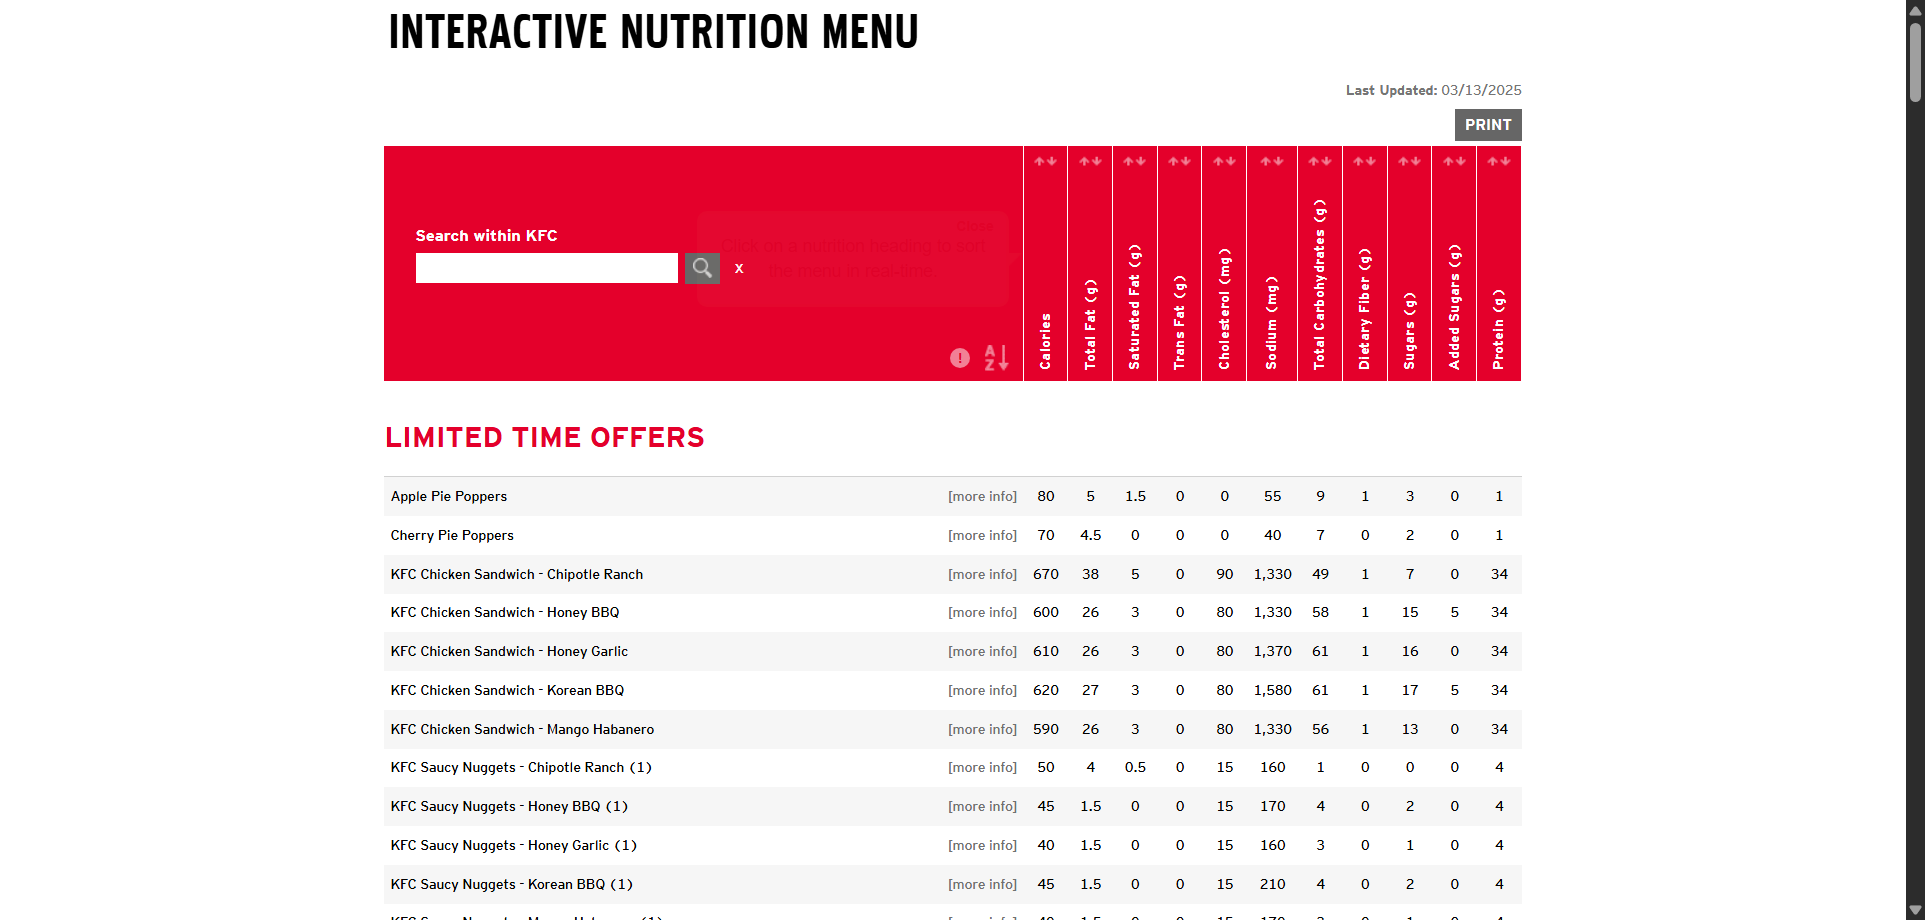 INTERACTIVE NUTRITION MENU
Last Updated: 03/13/2025
PRINT
Search within KFC
Close
Click on a nutrition heading to sort
the menu in real-time.
X
A
Z
Calories
Total Fat (g)
Saturated Fat (g)
Trans Fat (g)
Cholesterol (mg)
Sodium (mg)
Total Carbohydrates (g)
Dietary Fiber (g)
Sugars (g)
Added Sugars (g)
Protein (g)
LIMITED TIME OFFERS
Apple Pie Poppers [more info] 80 5 1.5 0 0 55 9 1 3 0 1
Cherry Pie Poppers [more info] 70 4.5 0 0 0 40 7 0 2 0 1
KFC Chicken Sandwich - Chipotle Ranch [more info] 670 38 5 0 90 1,330 49 1 7 0 34
KFC Chicken Sandwich - Honey BBQ [more info] 600 26 3 0 80 1,330 58 1 15 5 34
KFC Chicken Sandwich - Honey Garlic [more info] 610 26 3 0 80 1,370 61 1 16 0 34
KFC Chicken Sandwich - Korean BBQ [more info] 620 27 3 0 80 1,580 61 1 17 5 34
KFC Chicken Sandwich - Mango Habanero [more info] 590 26 3 0 80 1,330 56 1 13 0 34
KFC Saucy Nuggets - Chipotle Ranch (1) [more info] 50 4 0.5 0 15 160 1 0 0 0 4
KFC Saucy Nuggets - Honey BBQ (1) [more info] 45 1.5 0 0 15 170 4 0 2 0 4
KFC Saucy Nuggets - Honey Garlic (1) [more info] 40 1.5 0 0 15 160 3 0 1 0 4
KFC Saucy Nuggets - Korean BBQ (1) [more info] 45 1.5 0 0 15 210 4 0 2 0 4